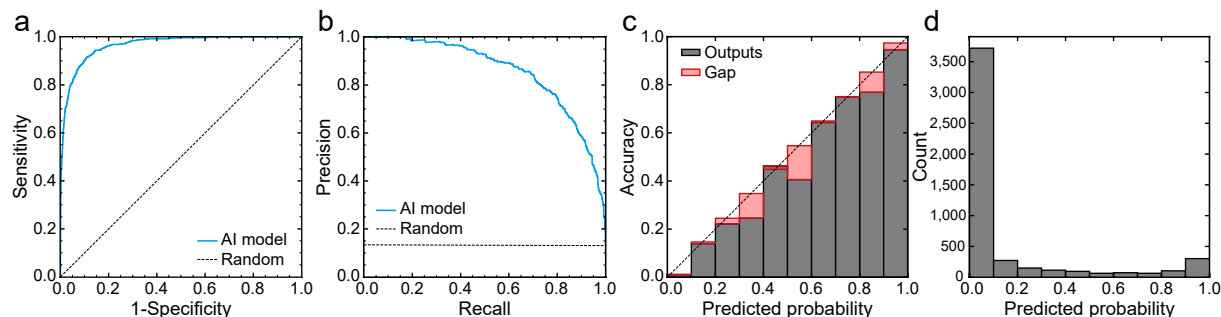 a
Sensitivity
1.0
0.8
0.6
0.4
0.2
0.0
AI model
Random
0.0 0.2 0.4 0.6 0.8 1.0
1-Specificity
b
Precision
1.0
0.8
0.6
0.4
0.2
0.0
AI model
Random
0.0 0.2 0.4 0.6 0.8 1.0
Recall
c
Accuracy
1.0
0.8
0.6
0.4
0.2
0.0
Outputs
Gap
0.0 0.2 0.4 0.6 0.8 1.0
Predicted probability
d
Count
3,500
3,000
2,500
2,000
1,500
1,000
500
0
0.0 0.2 0.4 0.6 0.8 1.0
Predicted probability